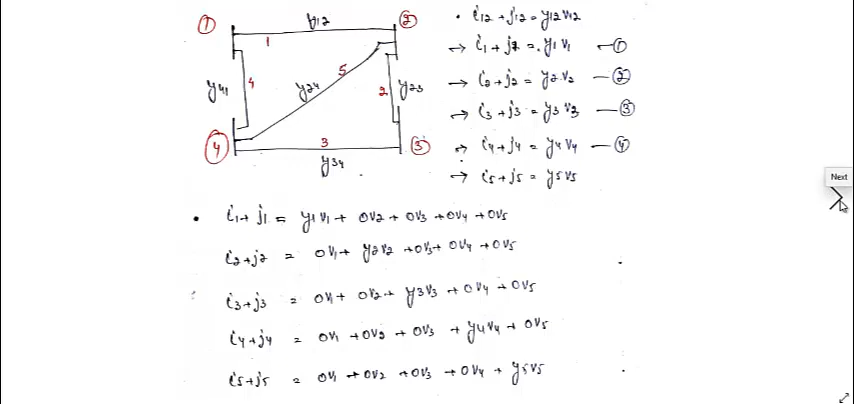 ① y12 ②
1
y41 4 y24 5 2 y23
④ 3 ③
y34
• i12 + j12 = y12 v12
→ i1 + j1 = y1 v1 — ①
→ i2 + j2 = y2 v2 — ②
→ i3 + j3 = y3 v3 — ③
→ i4 + j4 = y4 v4 — ④
→ i5 + j5 = y5 v5
Next
• i1 + j1 = y1 v1 + 0v2 + 0v3 + 0v4 + 0v5
i2 + j2 = 0v1 + y2 v2 + 0v3 + 0v4 + 0v5
i3 + j3 = 0v1 + 0v2 + y3 v3 + 0v4 + 0v5
i4 + j4 = 0v1 + 0v2 + 0v3 + y4 v4 + 0v5
i5 + j5 = 0v1 + 0v2 + 0v3 + 0v4 + y5 v5